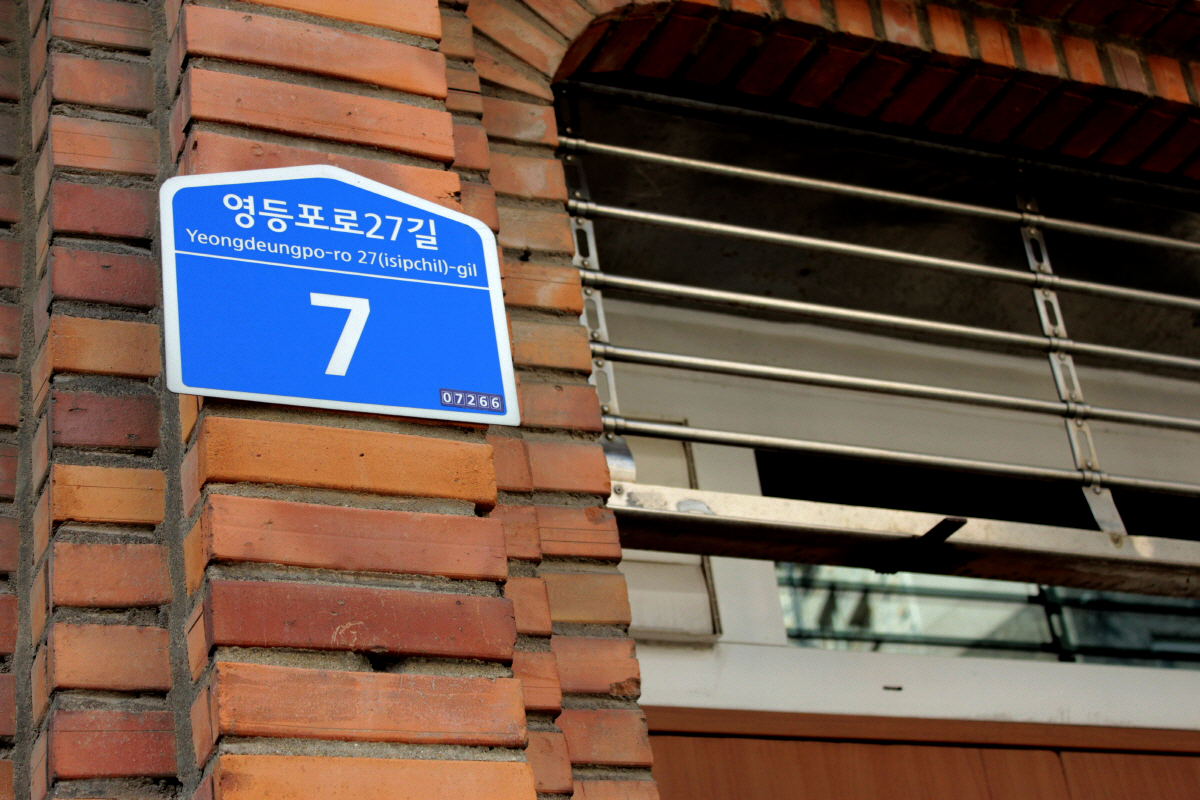 영등포로27길
Yeongdeungpo-ro 27(isipchil)-gil
7
07266